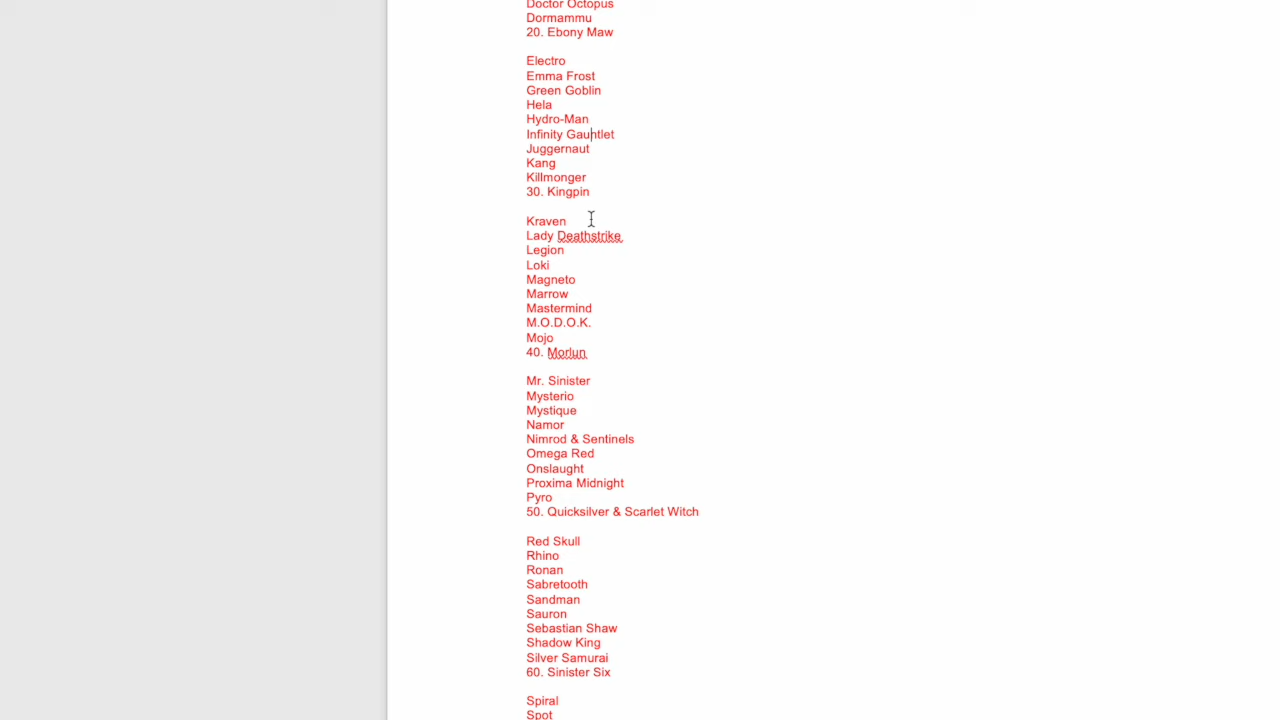 Doctor Octopus
Dormammu
20. Ebony Maw
Electro
Emma Frost
Green Goblin
Hela
Hydro-Man
Infinity Gauntlet
Juggernaut
Kang
Killmonger
30. Kingpin
Kraven
Lady Deathstrike
Legion
Loki
Magneto
Marrow
Mastermind
M.O.D.O.K.
Mojo
40. Morlun
Mr. Sinister
Mysterio
Mystique
Namor
Nimrod & Sentinels
Omega Red
Onslaught
Proxima Midnight
Pyro
50. Quicksilver & Scarlet Witch
Red Skull
Rhino
Ronan
Sabretooth
Sandman
Sauron
Sebastian Shaw
Shadow King
Silver Samurai
60. Sinister Six
Spiral
Spot